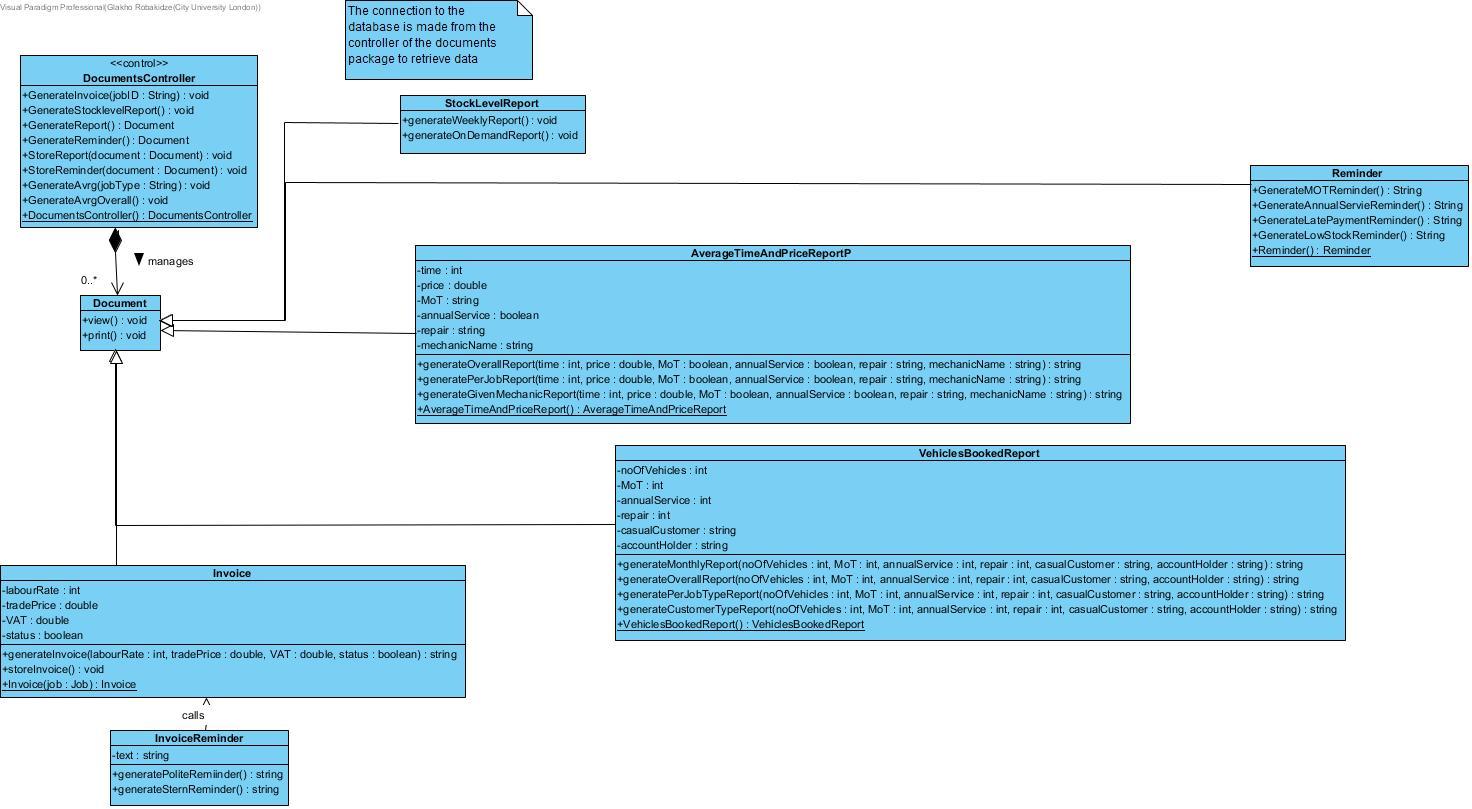 Visual Paradigm Professional(Glakho Robakidze(City University London))
The connection to the
database is made from the
controller of the documents
package to retrieve data
<<control>>
DocumentsController
+GenerateInvoice(jobID : String) : void
+GenerateStocklevelReport() : void
+GenerateReport() : Document
+GenerateReminder() : Document
+StoreReport(document : Document) : void
+StoreReminder(document : Document) : void
+GenerateAvrg(jobType : String) : void
+GenerateAvrgOverall() : void
+DocumentsController() : DocumentsController
StockLevelReport
+generateWeeklyReport() : void
+generateOnDemandReport() : void
Reminder
+GenerateMOTReminder() : String
+GenerateAnnualServieReminder() : String
+GenerateLatePaymentReminder() : String
+GenerateLowStockReminder() : String
+Reminder() : Reminder
manages
0..*
Document
+view() : void
+print() : void
AverageTimeAndPriceReportP
-time : int
-price : double
-MoT : string
-annualService : boolean
-repair : string
-mechanicName : string
+generateOverallReport(time : int, price : double, MoT : boolean, annualService : boolean, repair : string, mechanicName : string) : string
+generatePerJobReport(time : int, price : double, MoT : boolean, annualService : boolean, repair : string, mechanicName : string) : string
+generateGivenMechanicReport(time : int, price : double, MoT : boolean, annualService : boolean, repair : string, mechanicName : string) : string
+AverageTimeAndPriceReport() : AverageTimeAndPriceReport
VehiclesBookedReport
-noOfVehicles : int
-MoT : int
-annualService : int
-repair : int
-casualCustomer : string
-accountHolder : string
+generateMonthlyReport(noOfVehicles : int, MoT : int, annualService : int, repair : int, casualCustomer : string, accountHolder : string) : string
+generateOverallReport(noOfVehicles : int, MoT : int, annualService : int, repair : int, casualCustomer : string, accountHolder : string) : string
+generatePerJobTypeReport(noOfVehicles : int, MoT : int, annualService : int, repair : int, casualCustomer : string, accountHolder : string) : string
+generateCustomerTypeReport(noOfVehicles : int, MoT : int, annualService : int, repair : int, casualCustomer : string, accountHolder : string) : string
+VehiclesBookedReport() : VehiclesBookedReport
Invoice
-labourRate : int
-tradePrice : double
-VAT : double
-status : boolean
+generateInvoice(labourRate : int, tradePrice : double, VAT : double, status : boolean) : string
+storeInvoice() : void
+Invoice(job : Job) : Invoice
calls
InvoiceReminder
-text : string
+generatePoliteRemiinder() : string
+generateSternReminder() : string